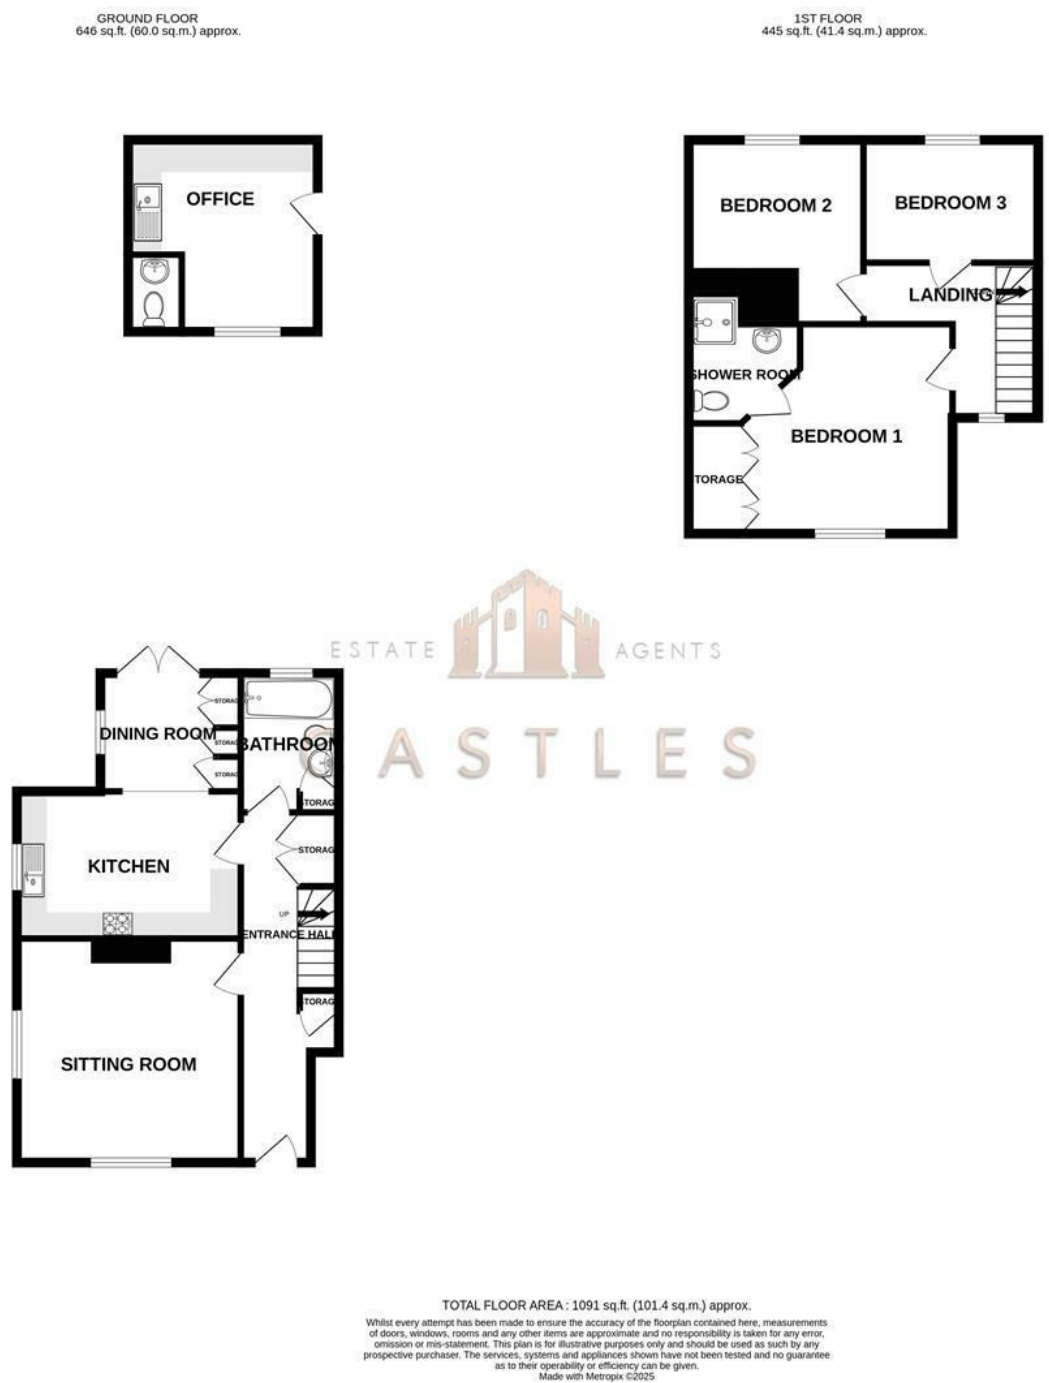 GROUND FLOOR
646 sq.ft. (60.0 sq.m.) approx.
1ST FLOOR
445 sq.ft. (41.4 sq.m.) approx.
OFFICE
BEDROOM 2
BEDROOM 3
LANDING
SHOWER ROOM
BEDROOM 1
STORAGE
ESTATE AGENTS
CASTLES
STORAGE
DINING ROOM
STORAGE
BATHROOM
STORAGE
STORAGE
STORAGE
KITCHEN
UP
ENTRANCE HALL
STORAGE
SITTING ROOM
TOTAL FLOOR AREA : 1091 sq.ft. (101.4 sq.m.) approx.
Whilst every attempt has been made to ensure the accuracy of the floorplan contained here, measurements
of doors, windows, rooms and any other items are approximate and no responsibility is taken for any error,
omission or mis-statement. This plan is for illustrative purposes only and should be used as such by any
prospective purchaser. The services, systems and appliances shown have not been tested and no guarantee
as to their operability or efficiency can be given.
Made with Metropix ©2025